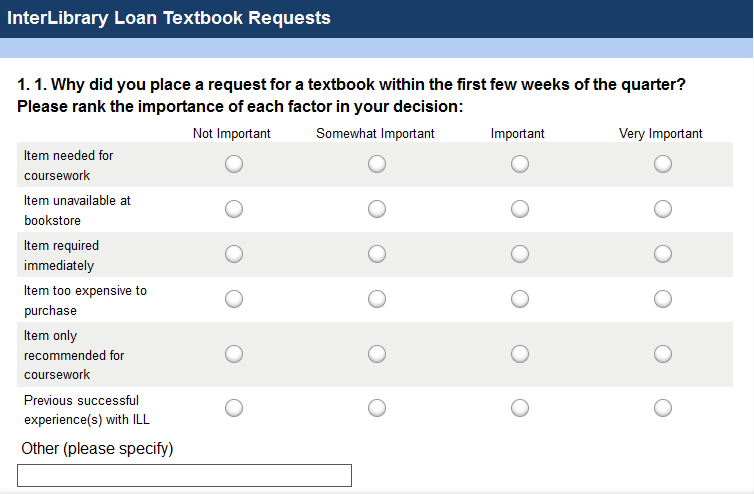 InterLibrary Loan Textbook Requests
1. 1. Why did you place a request for a textbook within the first few weeks of the quarter?
Please rank the importance of each factor in your decision:
Not Important Somewhat Important Important Very Important
Item needed for
coursework
Item unavailable at
bookstore
Item required
immediately
Item too expensive to
purchase
Item only
recommended for
coursework
Previous successful
experience(s) with ILL
Other (please specify)